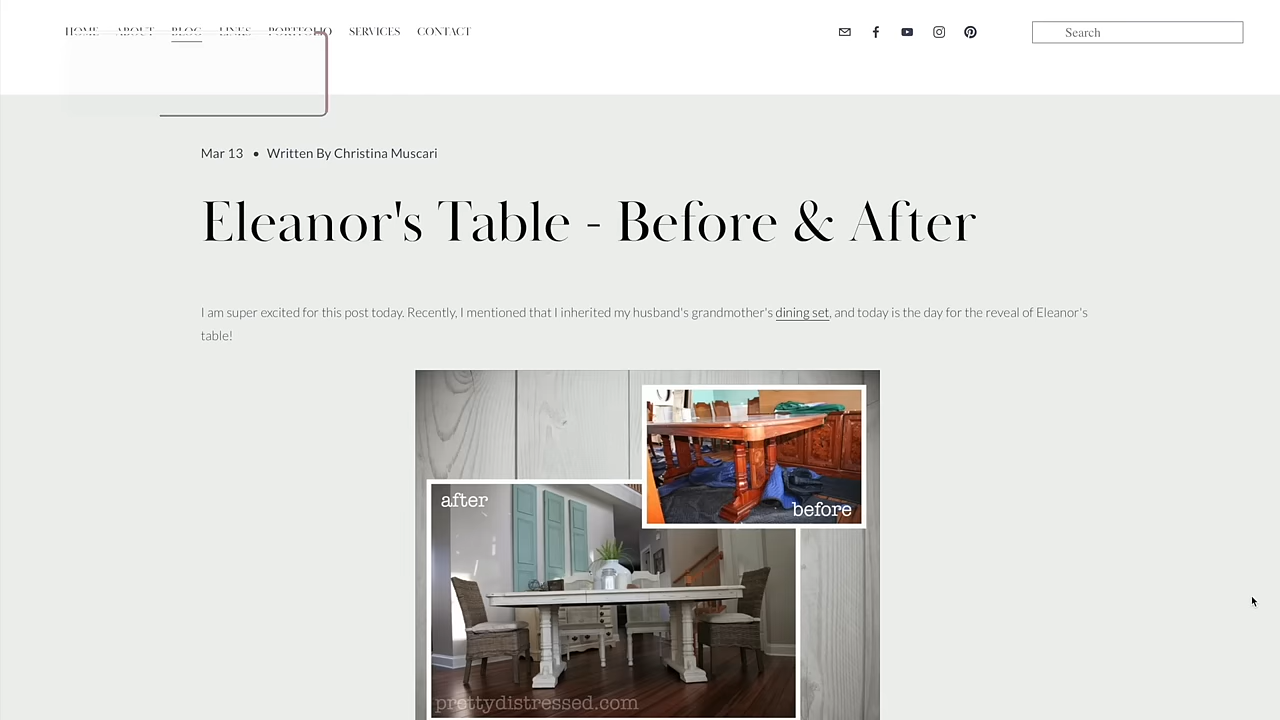 HOME ABOUT BLOG LINKS PORTFOLIO SERVICES CONTACT
Search
Mar 13 • Written By Christina Muscari
Eleanor's Table - Before & After
I am super excited for this post today. Recently, I mentioned that I inherited my husband's grandmother's dining set, and today is the day for the reveal of Eleanor's
table!
after
before
prettydistressed.com